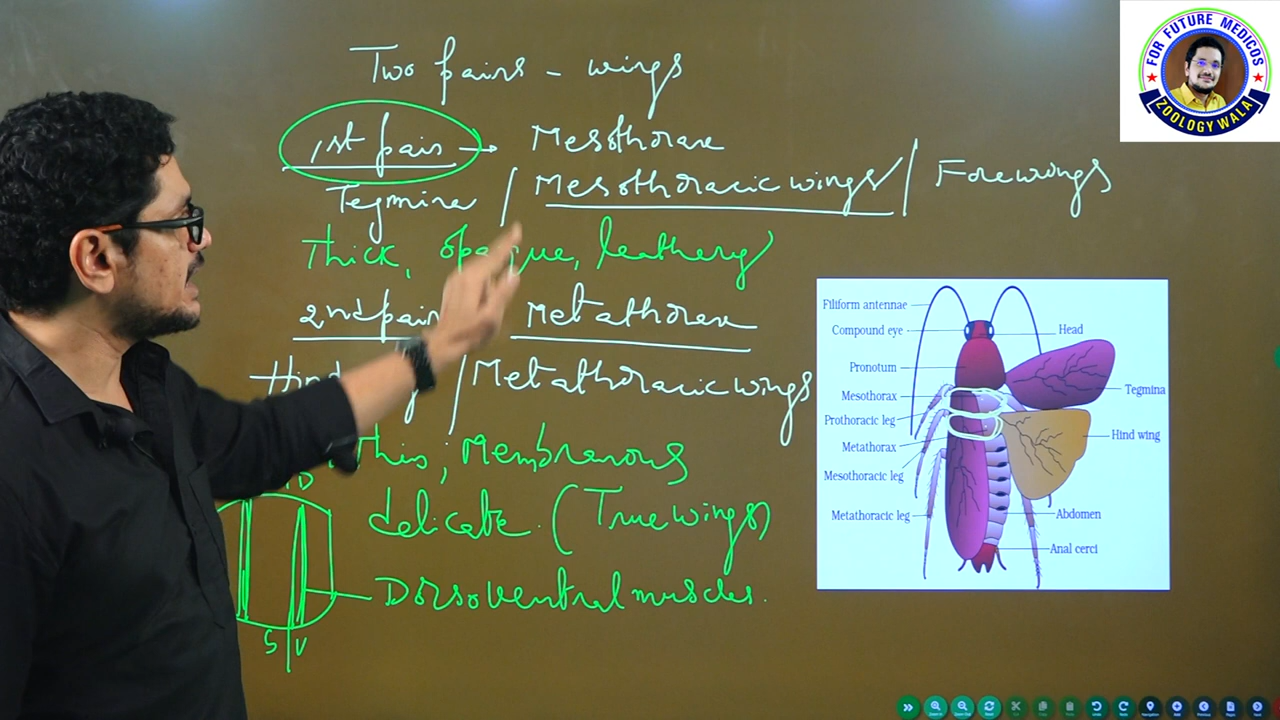 FOR FUTURE MEDICOS
ZOOLOGY WALA
Two pairs - wings
1st pair → Mesothorax
Tegmina / Mesothoracic wings / Forewings
Thick, opaque, leathery
2nd pair Metathorax
/ Metathoracic wings
Thin, Membranous
delicate. (True wings)
Dorsoventral muscles.
D
S V
Filiform antennae
Compound eye
Head
Pronotum
Tegmina
Mesothorax
Prothoracic leg
Hind wing
Metathorax
Mesothoracic leg
Metathoracic leg
Abdomen
Anal cerci